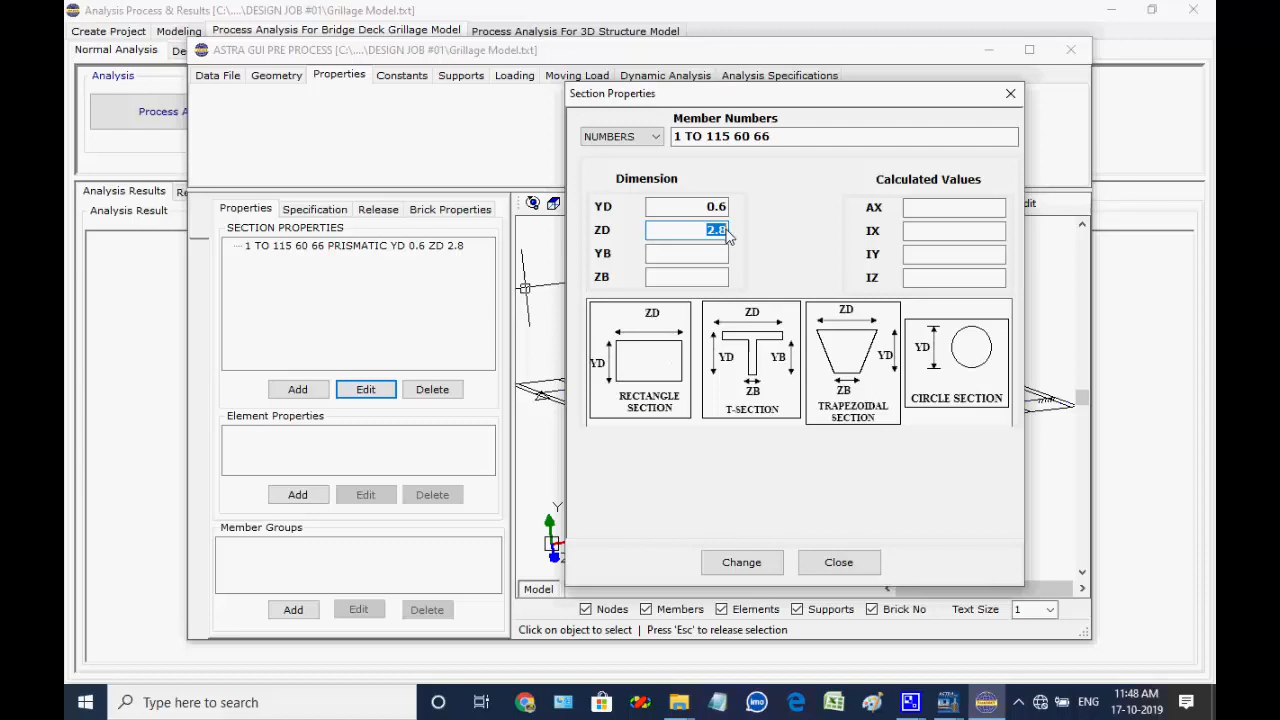 Analysis Process & Results [C:\....\DESIGN JOB #01\Grillage Model.txt]
Create Project Modeling Process Analysis For Bridge Deck Grillage Model Process Analysis For 3D Structure Model
Normal Analysis De
ASTRA GUI PRE PROCESS [C:\....\DESIGN JOB #01\Grillage Model.txt]
Analysis
Process A
Analysis Results Re
Analysis Result
Data File Geometry Properties Constants Supports Loading Moving Load Dynamic Analysis Analysis Specifications
Properties Specification Release Brick Properties
SECTION PROPERTIES
1 TO 115 60 66 PRISMATIC YD 0.6 ZD 2.8
Add Edit Delete
Element Properties
Add Edit Delete
Member Groups
Add Edit Delete
dit
Y
Z
Model
Nodes Members Elements Supports Brick No Text Size 1
Click on object to select | Press 'Esc' to release selection
Section Properties
Member Numbers
NUMBERS 1 TO 115 60 66
Dimension Calculated Values
YD 0.6 AX
ZD 2.8 IX
YB IY
ZB IZ
ZD
YD
RECTANGLE
SECTION
ZD
YD YB
ZB
T-SECTION
ZD
YD
ZB
TRAPEZOIDAL
SECTION
YD
CIRCLE SECTION
Change Close
Type here to search
imo
ASTRA
ENG
11:48 AM
17-10-2019